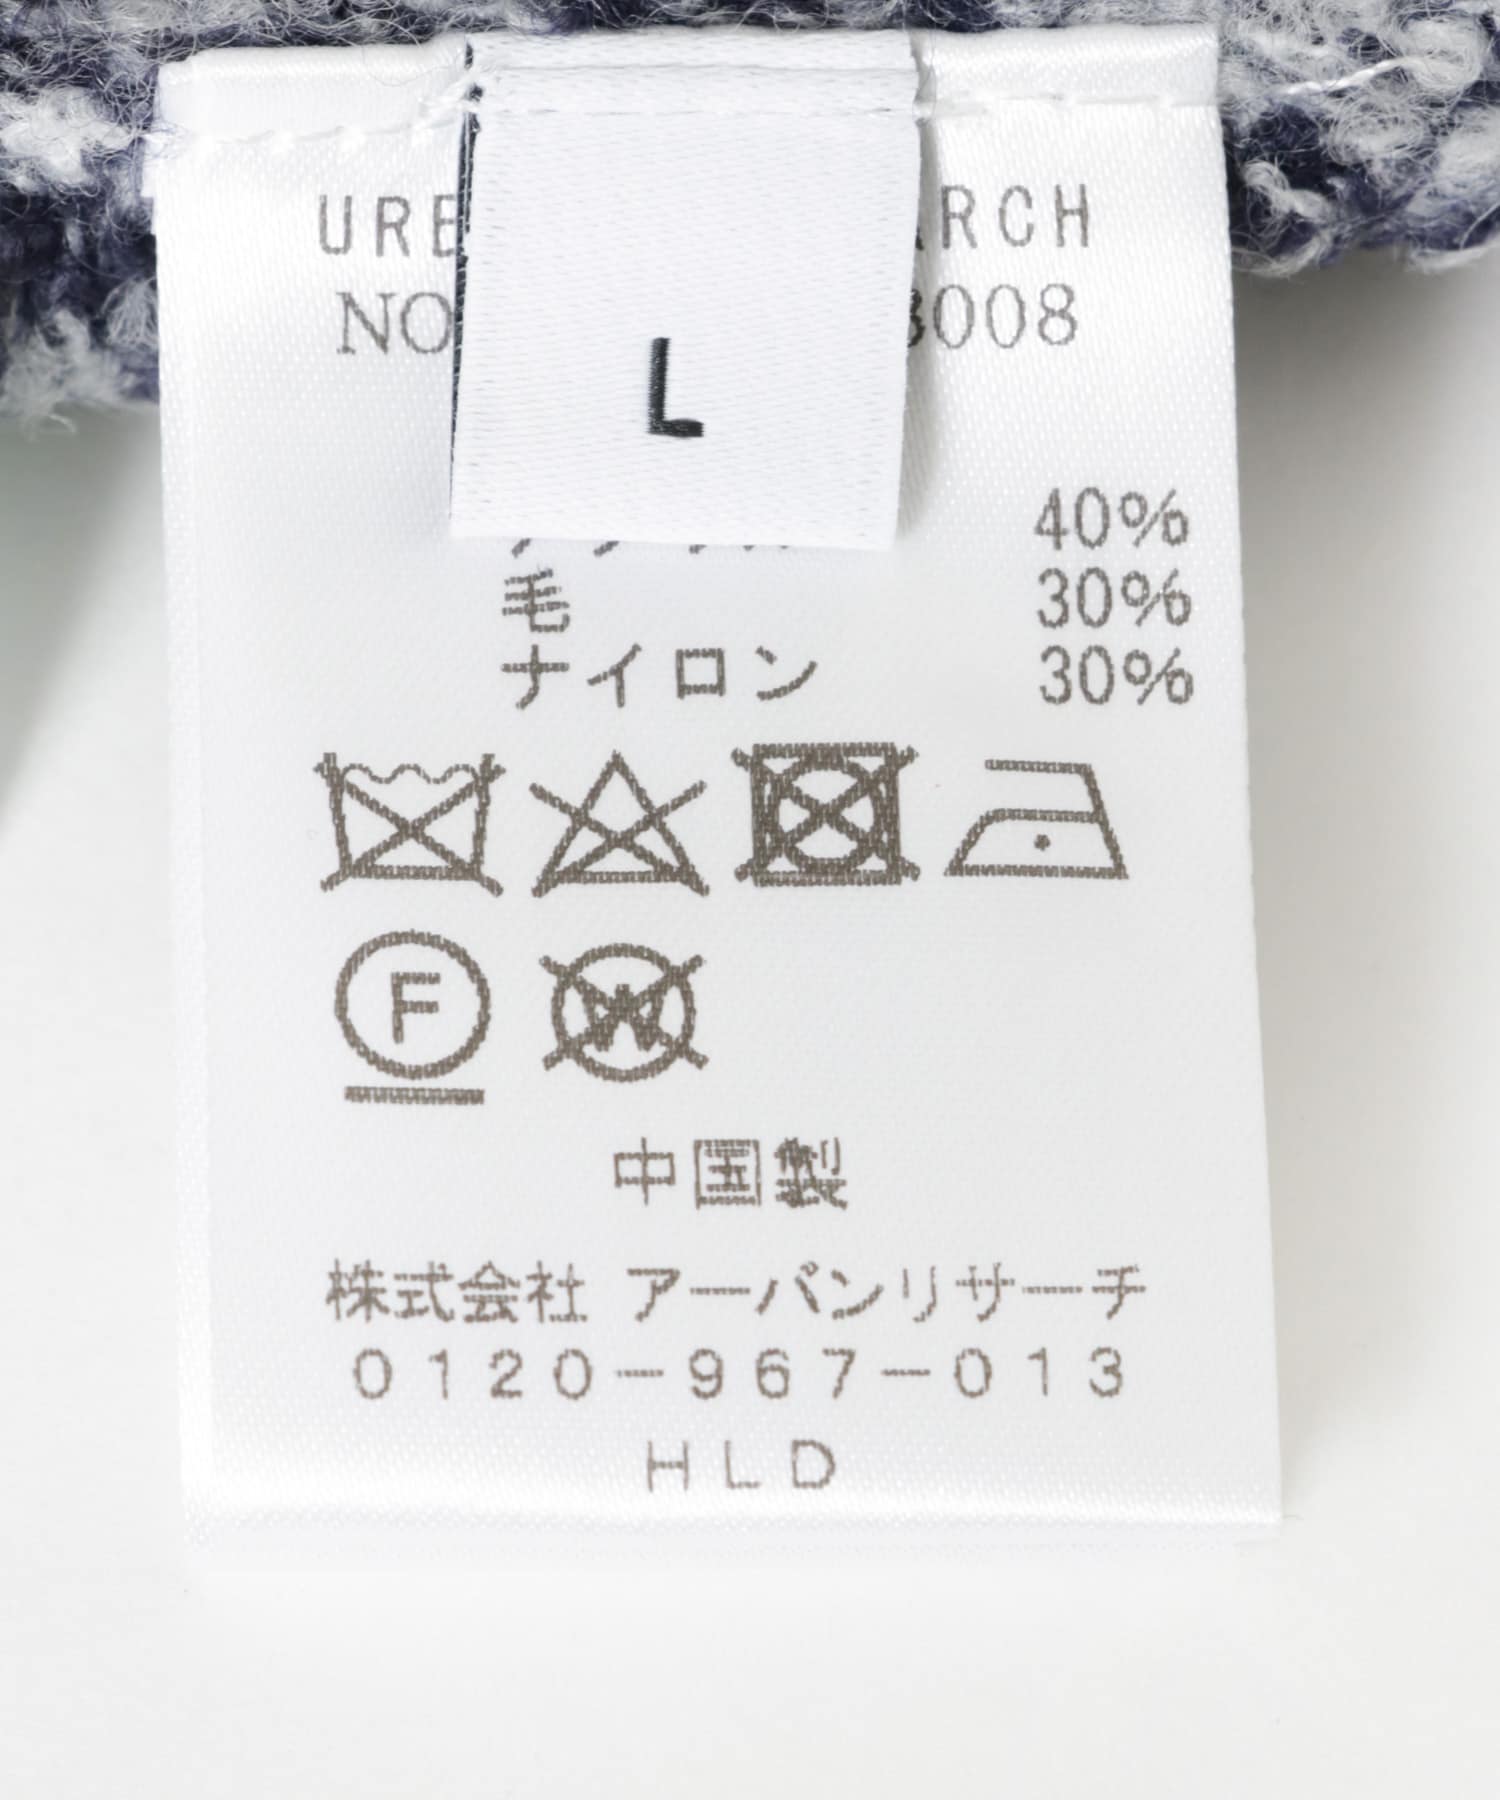 L
40%
毛 30%
ナイロン 30%
F
W
中国製
株式会社 アーバンリサーチ
0120-967-013
HLD